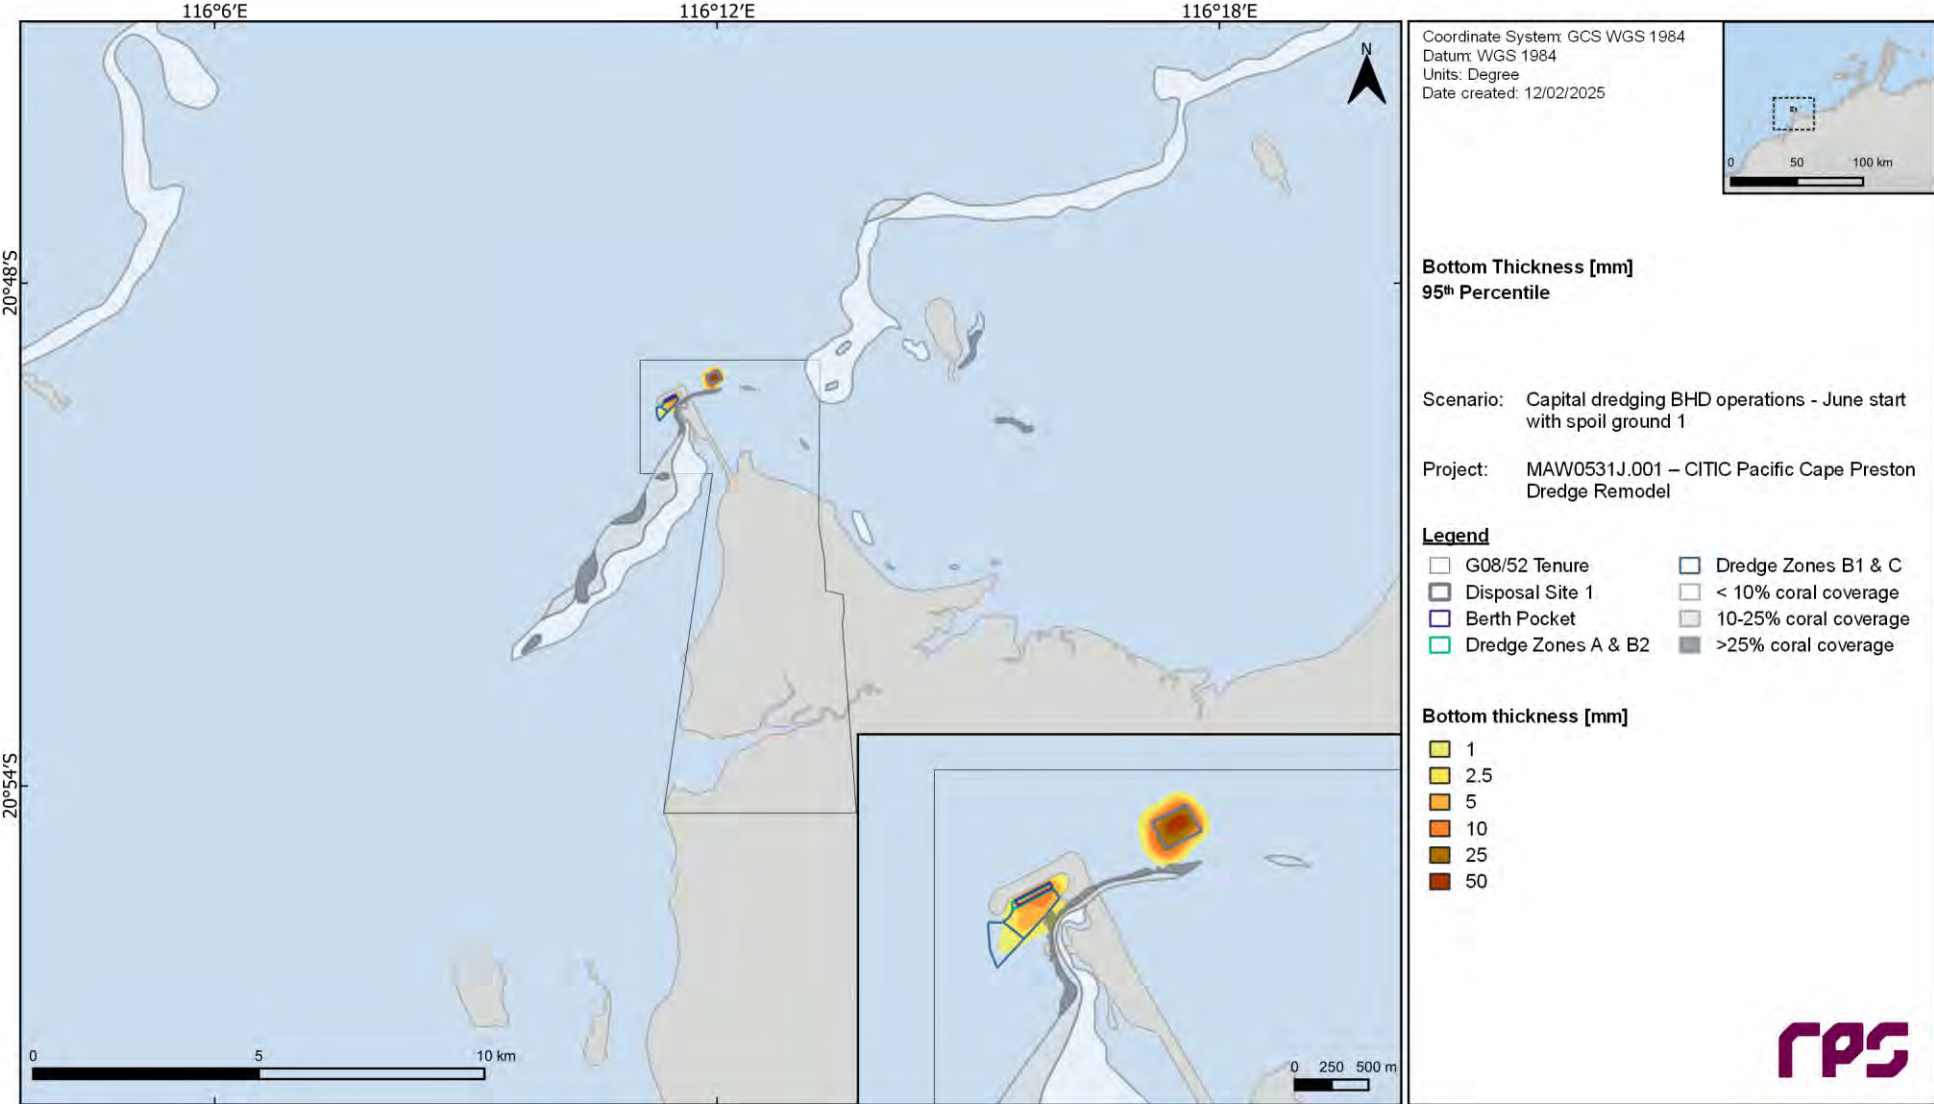 116°6′E
116°12′E
116°18′E
20°48′S
20°54′S
N
0 5 10 km
0 250 500 m
Coordinate System: GCS WGS 1984
Datum: WGS 1984
Units: Degree
Date created: 12/02/2025
0 50 100 km
Bottom Thickness [mm]
95th Percentile
Scenario: Capital dredging BHD operations - June start
with spoil ground 1
Project: MAW0531J.001 – CITIC Pacific Cape Preston
Dredge Remodel
Legend
G08/52 Tenure
Disposal Site 1
Berth Pocket
Dredge Zones A & B2
Dredge Zones B1 & C
< 10% coral coverage
10-25% coral coverage
>25% coral coverage
Bottom thickness [mm]
1
2.5
5
10
25
50
rps